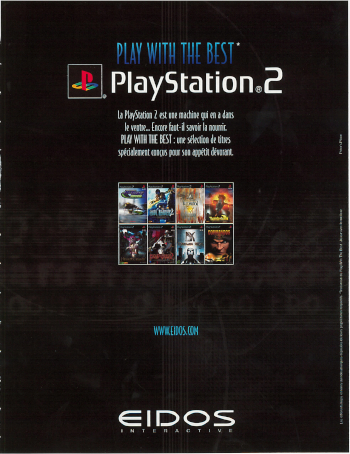 PLAY WITH THE BEST*
PlayStation®2
La PlayStation 2 est une machine qui en a dans
le ventre... Encore faut-il savoir la nourrir.
PLAY WITH THE BEST : une sélection de titres
spécialement conçus pour son appétit dévorant.
WWW.EIDOS.COM
EIDOS
INTERACTIVE